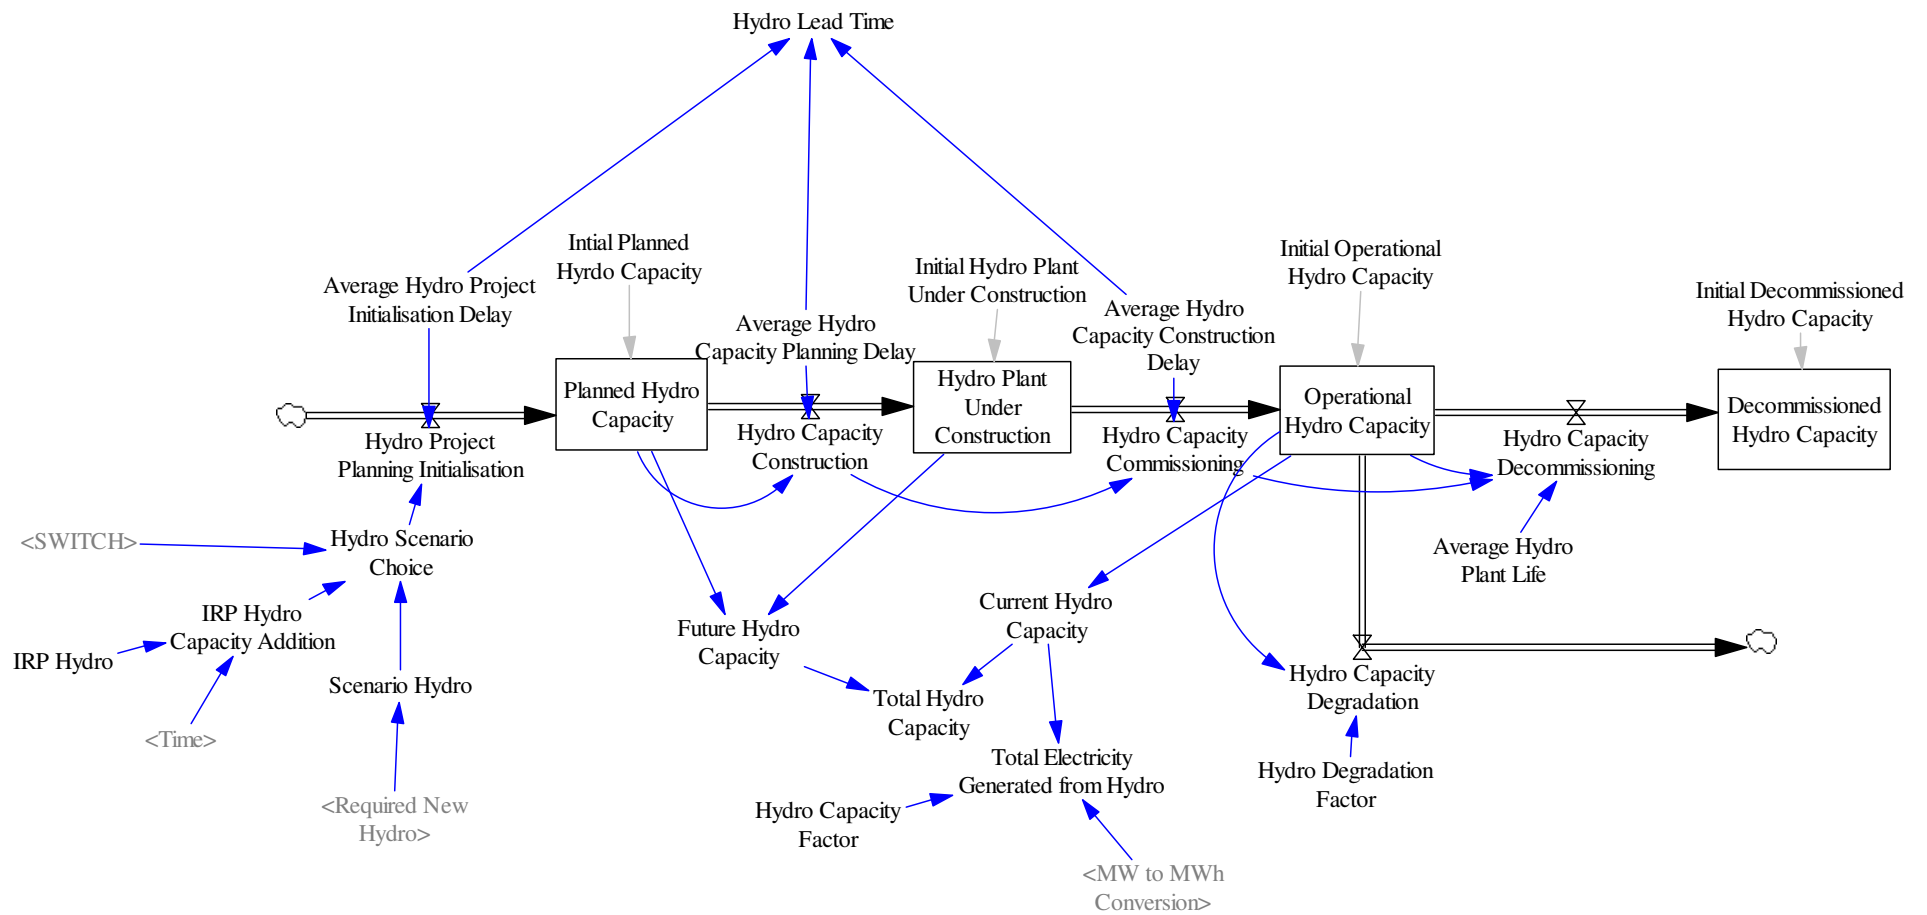 Hydro Lead Time
Intial Planned
Hyrdo Capacity
Initial Operational
Hydro Capacity
Initial Hydro Plant
Under Construction
Average Hydro Project
Initialisation Delay
Initial Decommissioned
Hydro Capacity
Average Hydro
Capacity Planning Delay
Average Hydro
Capacity Construction
Delay
Planned Hydro
Capacity
Hydro Plant
Under
Construction
Operational
Hydro Capacity
Decommissioned
Hydro Capacity
Hydro Project
Planning Initialisation
Hydro Capacity
Construction
Hydro Capacity
Commissioning
Hydro Capacity
Decommissioning
<SWITCH>
Hydro Scenario
Choice
Average Hydro
Plant Life
IRP Hydro
Capacity Addition
IRP Hydro
Future Hydro
Capacity
Current Hydro
Capacity
Scenario Hydro
Total Hydro
Capacity
Hydro Capacity
Degradation
<Time>
Total Electricity
Generated from Hydro
Hydro Degradation
Factor
<Required New
Hydro>
Hydro Capacity
Factor
<MW to MWh
Conversion>